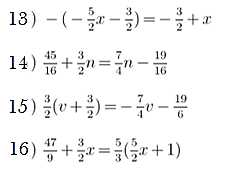 13) −(−5/2x − 3/2) = −3/2 + x
14) 45/16 + 3/2n = 7/4n − 19/16
15) 3/2(v + 3/2) = −7/4v − 19/6
16) 47/9 + 3/2x = 5/3(5/2x + 1)